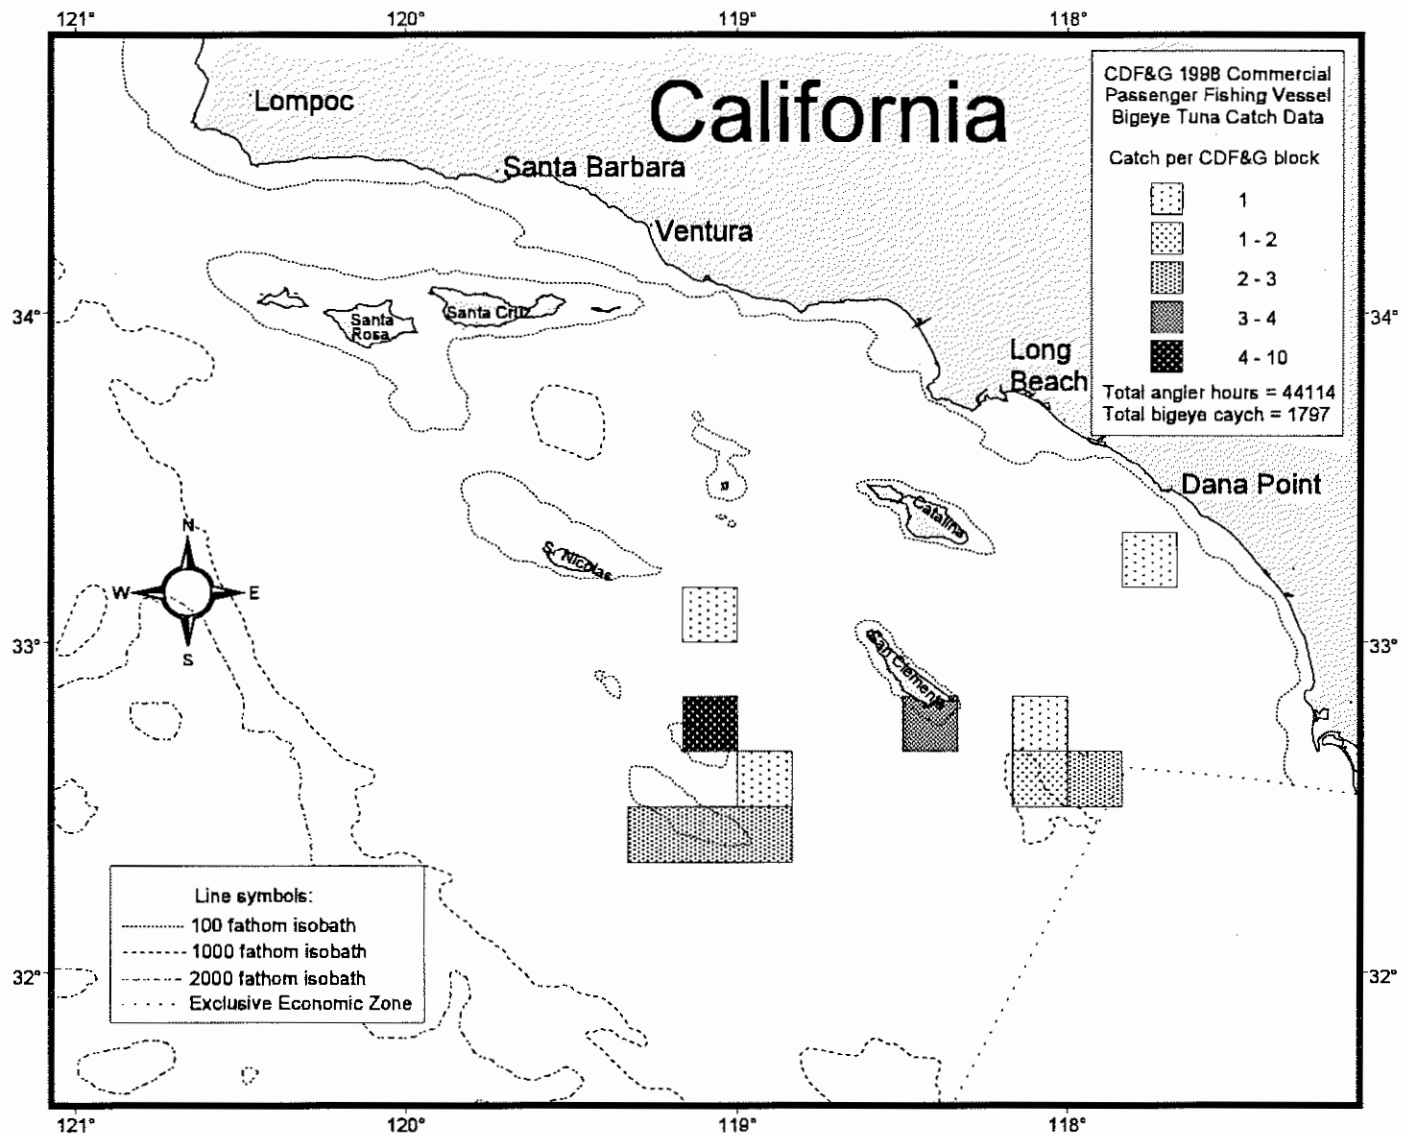 121° 120° 119° 118°
California
CDF&G 1998 Commercial
Passenger Fishing Vessel
Bigeye Tuna Catch Data
Catch per CDF&G block
1
1 - 2
2 - 3
3 - 4
4 - 10
Total angler hours = 44114
Total bigeye caych = 1797
Lompoc
Santa Barbara
Ventura
34° 34°
Santa
Rosa
Santa Cruz
Long
Beach
Dana Point
Catalina
S. Nicolas
N
W E
S
33° 33°
San Clemente
Line symbols:
100 fathom isobath
1000 fathom isobath
2000 fathom isobath
Exclusive Economic Zone
32° 32°
121° 120° 119° 118°